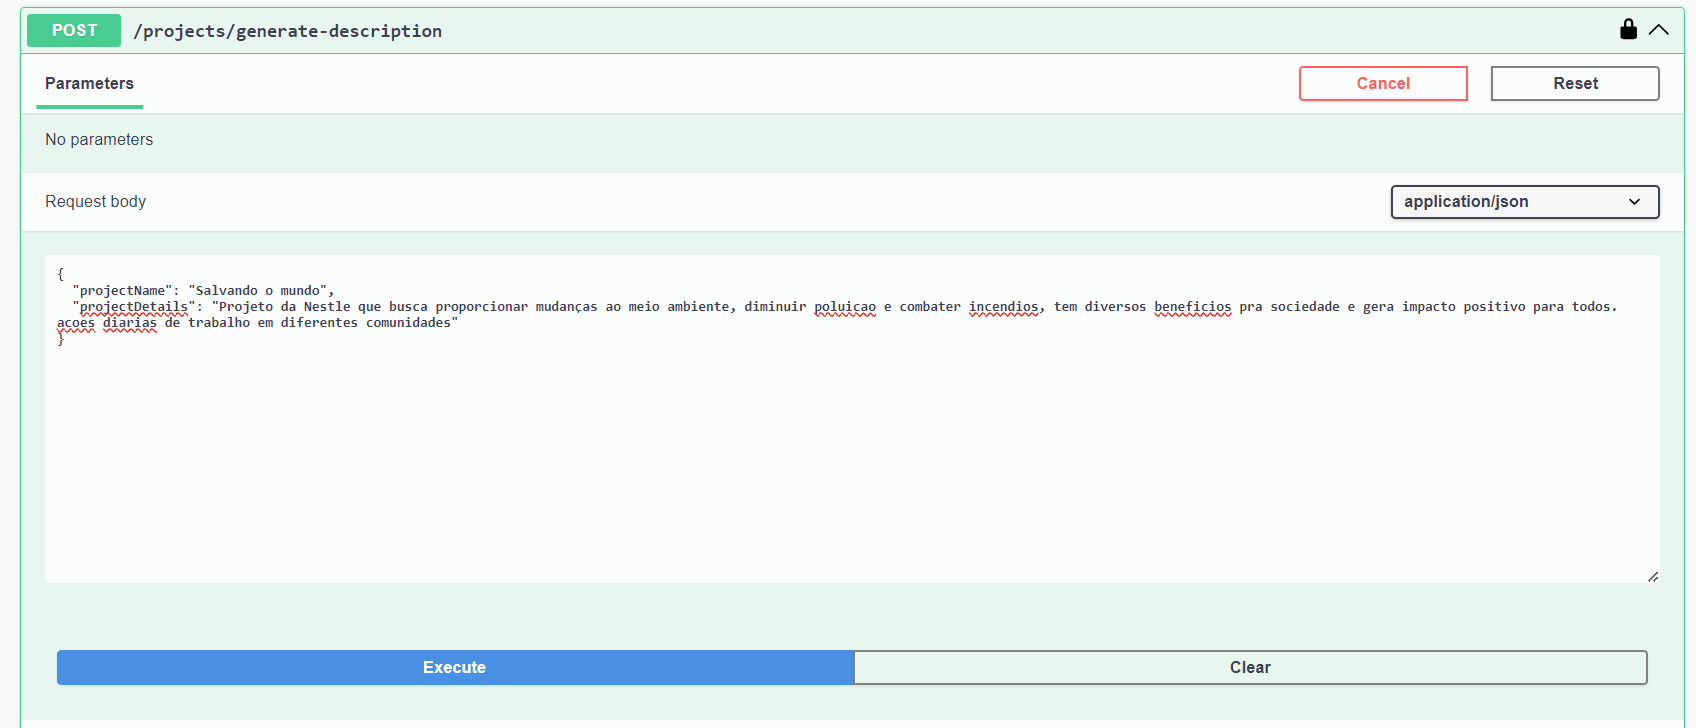 POST /projects/generate-description
Parameters
Cancel
Reset
No parameters
Request body
application/json
{
"projectName": "Salvando o mundo",
"projectDetails": "Projeto da Nestle que busca proporcionar mudanças ao meio ambiente, diminuir poluicao e combater incendios, tem diversos beneficios pra sociedade e gera impacto positivo para todos.
acoes diarias de trabalho em diferentes comunidades"
}
Execute
Clear